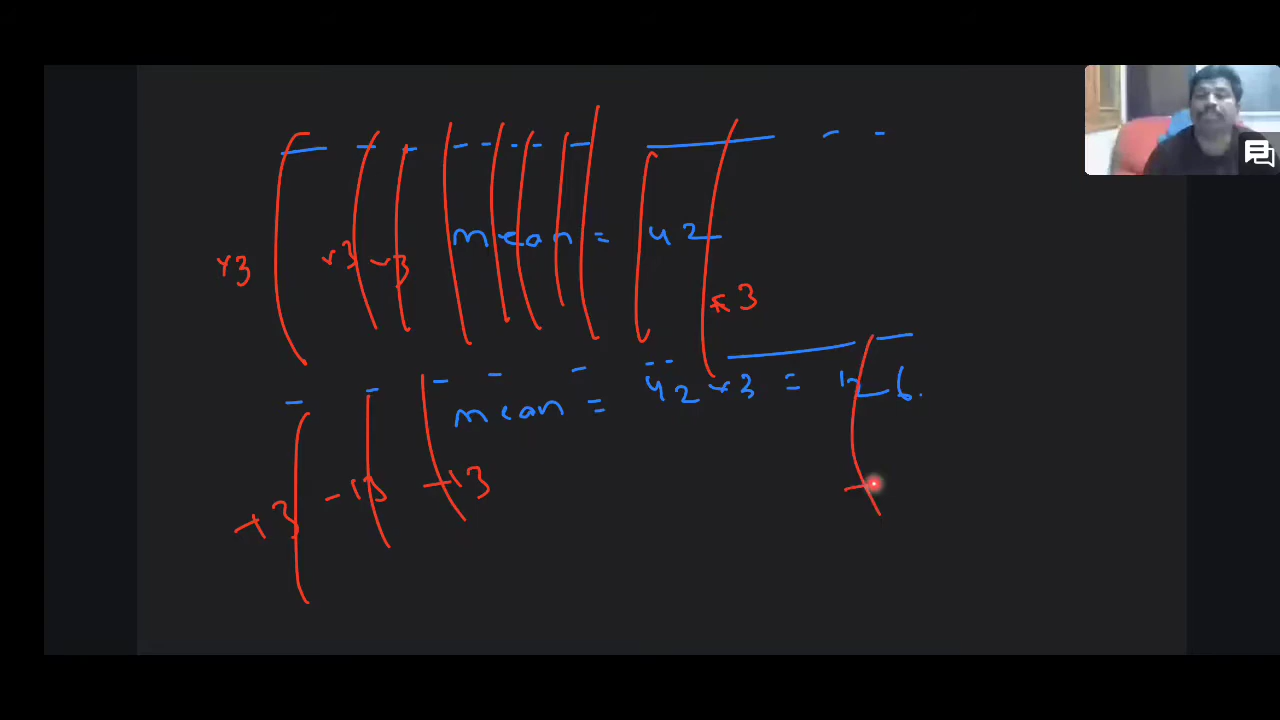 mean = 42
×3 ×3 ×3
×3
mean = 42 × 3 = 126.
+3 +3 +3